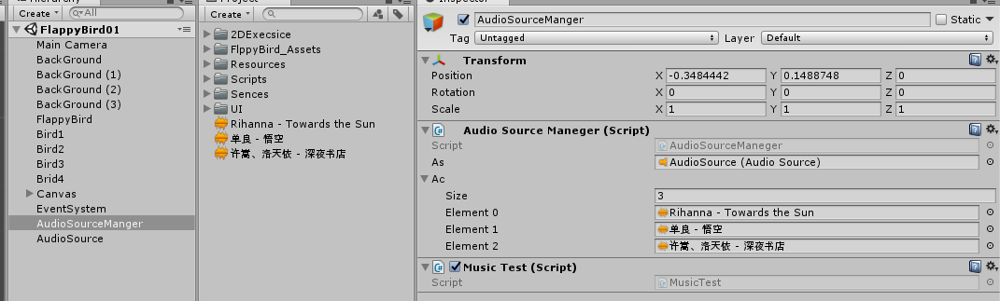 Hierarchy Project Inspector
Create All Create AudioSourceManger Static
FlappyBird01 2DExecsice Tag Untagged Layer Default
Main Camera FlppyBird_Assets
BackGround Resources Transform
BackGround (1) Scripts Position X -0.3484442 Y 0.1488748 Z 0
BackGround (2) Sences Rotation X 0 Y 0 Z 0
BackGround (3) UI Scale X 1 Y 1 Z 1
FlappyBird Rihanna - Towards the Sun
Bird1 单良 - 悟空 Audio Source Maneger (Script)
Bird2 许嵩、洛天依 - 深夜书店 Script AudioSourceManeger
Bird3 As AudioSource (Audio Source)
Brid4 Ac
Canvas Size 3
EventSystem Element 0 Rihanna - Towards the Sun
AudioSourceManger Element 1 单良 - 悟空
AudioSource Element 2 许嵩、洛天依 - 深夜书店
Music Test (Script)
Script MusicTest